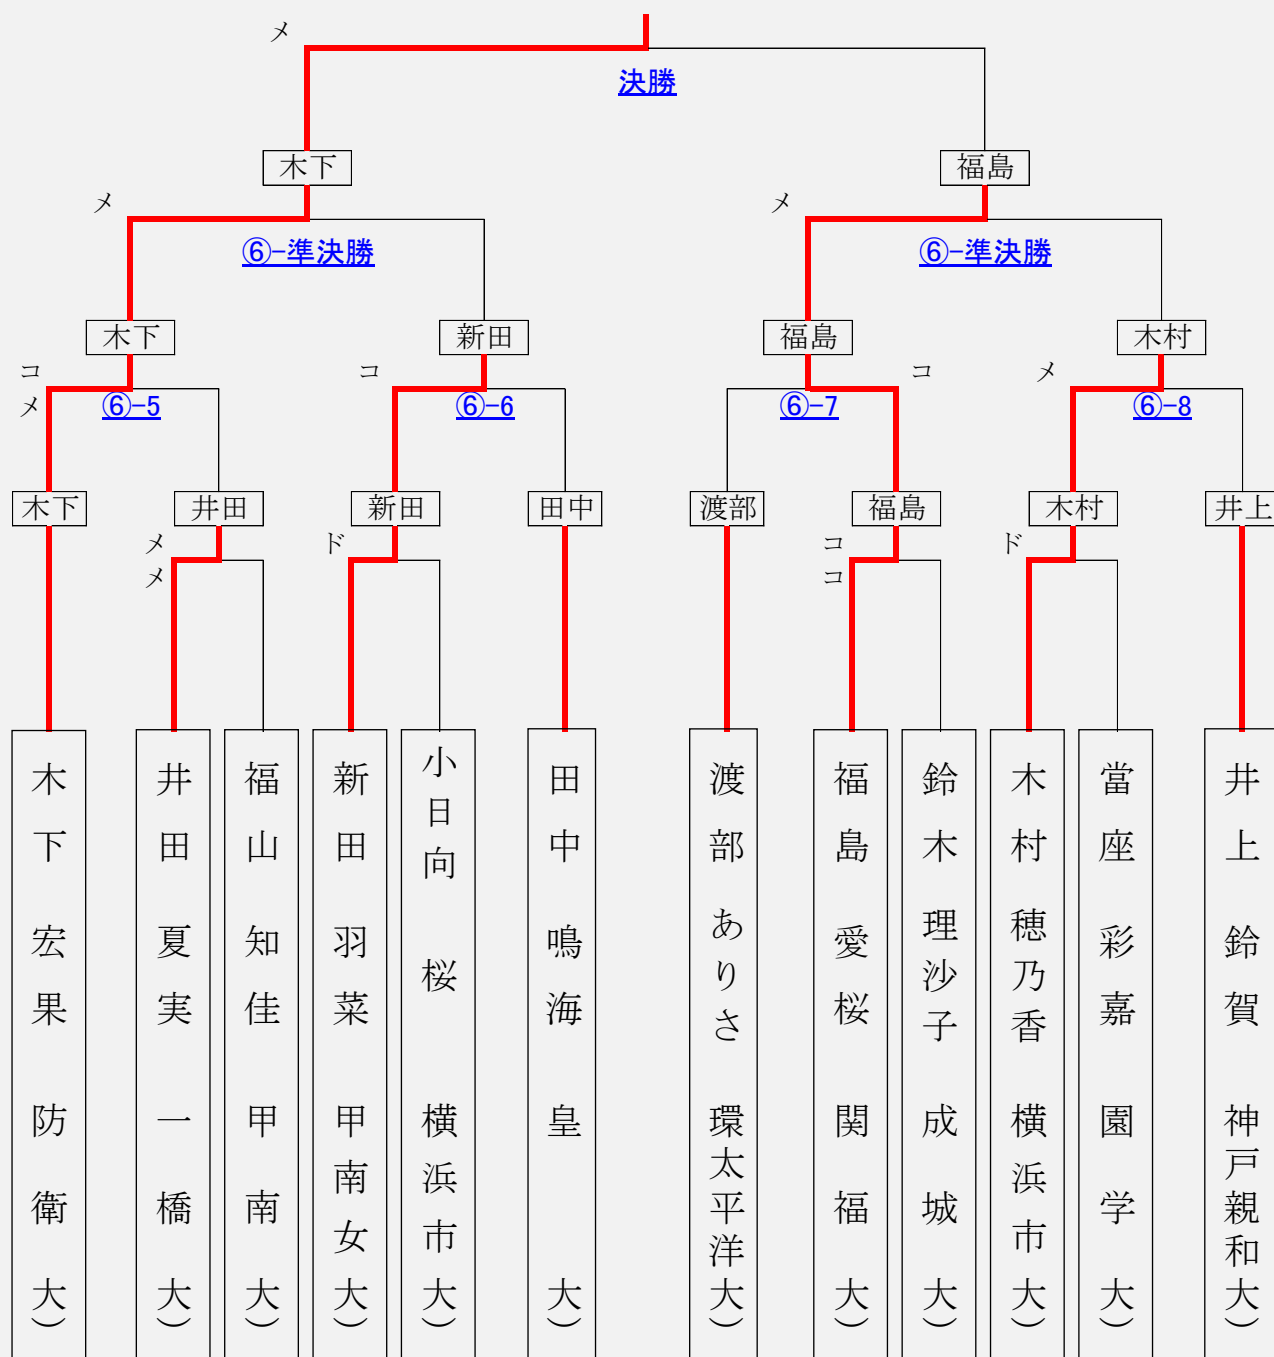 メ
決勝
木下
福島
メ
メ
⑥-準決勝
⑥-準決勝
木下
新田
福島
木村
コ
コ
コ
メ
メ
⑥-5
⑥-6
⑥-7
⑥-8
木下
井田
新田
田中
渡部
福島
木村
井上
メ
ド
コ
ド
メ
コ
木下 宏果 防衛大）
井田 夏実 一橋大）
福山 知佳 甲南大）
新田 羽菜 甲南女大）
小日向 桜 横浜市大）
田中 鳴海 皇大）
渡部 ありさ 環太平洋大）
福島 愛桜 関福大）
鈴木 理沙子 成城大）
木村 穂乃香 横浜市大）
當座 彩嘉 園学大）
井上 鈴賀 神戸親和大）